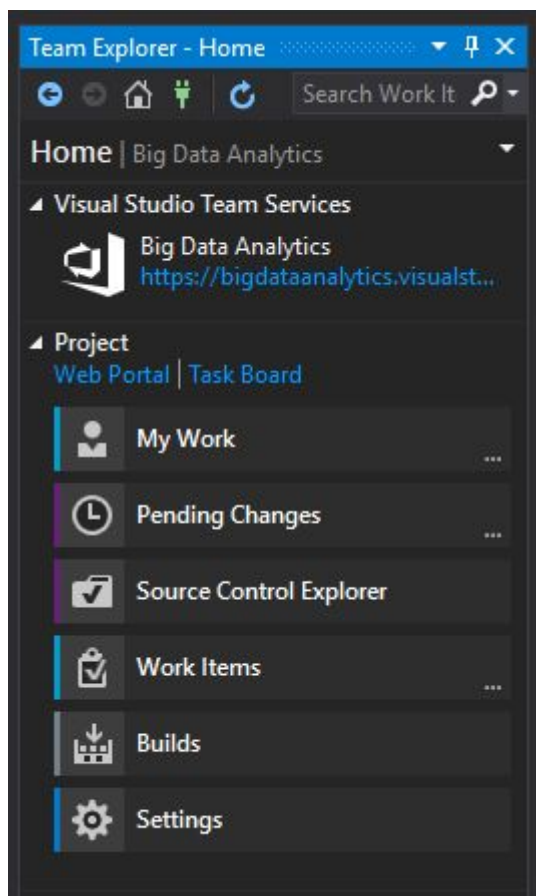 Team Explorer - Home
Search Work It
Home | Big Data Analytics
Visual Studio Team Services
Big Data Analytics
https://bigdataanalytics.visualst...
Project
Web Portal | Task Board
My Work
...
Pending Changes
...
Source Control Explorer
Work Items
...
Builds
Settings